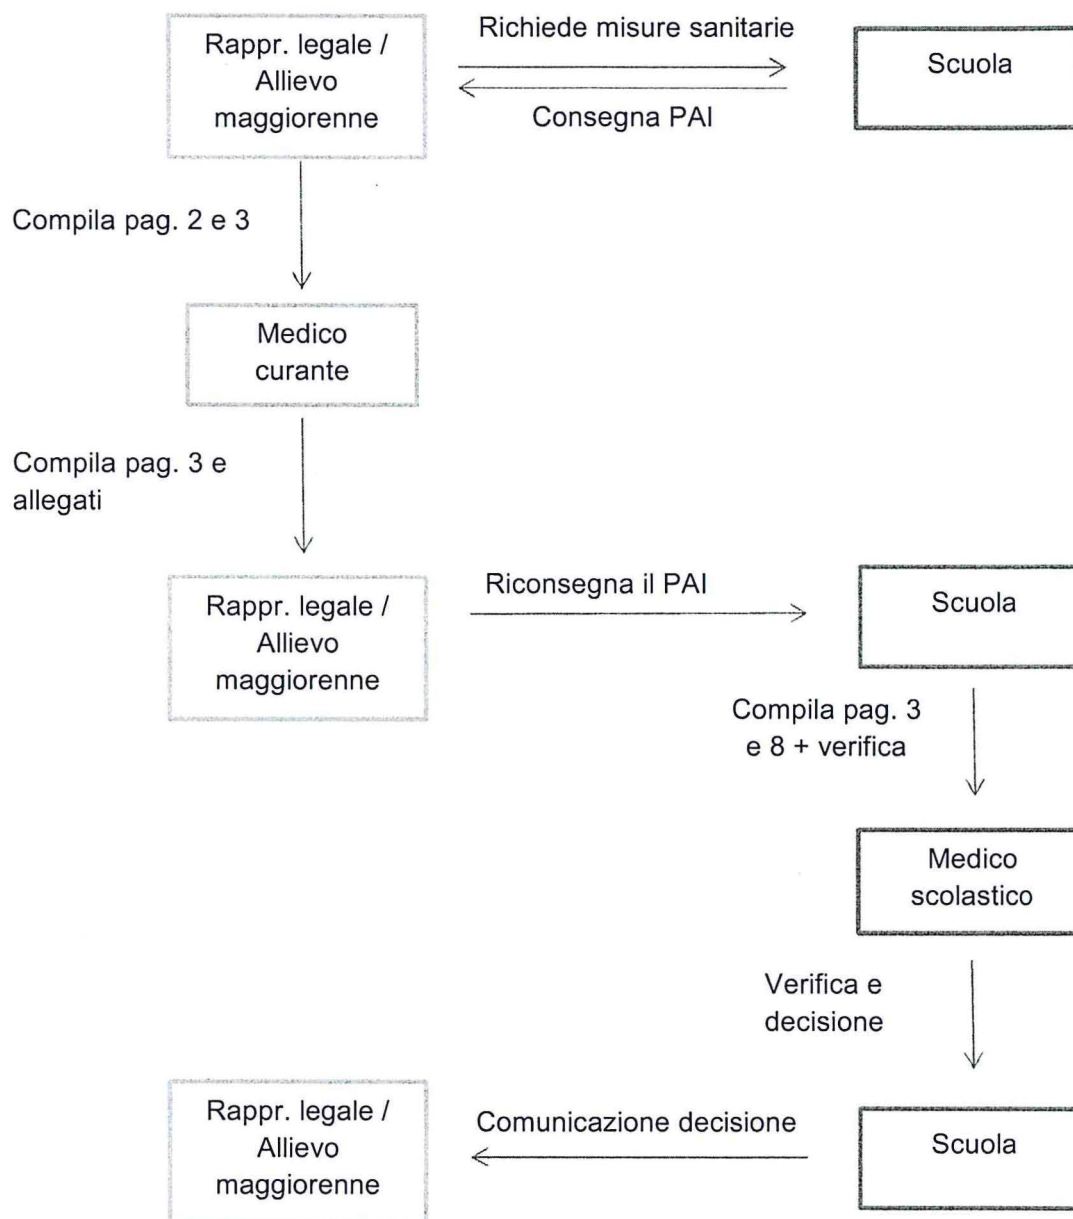 Rappr. legale /
Allievo
maggiorenne
Richiede misure sanitarie
Consegna PAI
Scuola
Compila pag. 2 e 3
Medico
curante
Compila pag. 3 e
allegati
Rappr. legale /
Allievo
maggiorenne
Riconsegna il PAI
Scuola
Compila pag. 3
e 8 + verifica
Medico
scolastico
Verifica e
decisione
Rappr. legale /
Allievo
maggiorenne
Comunicazione decisione
Scuola